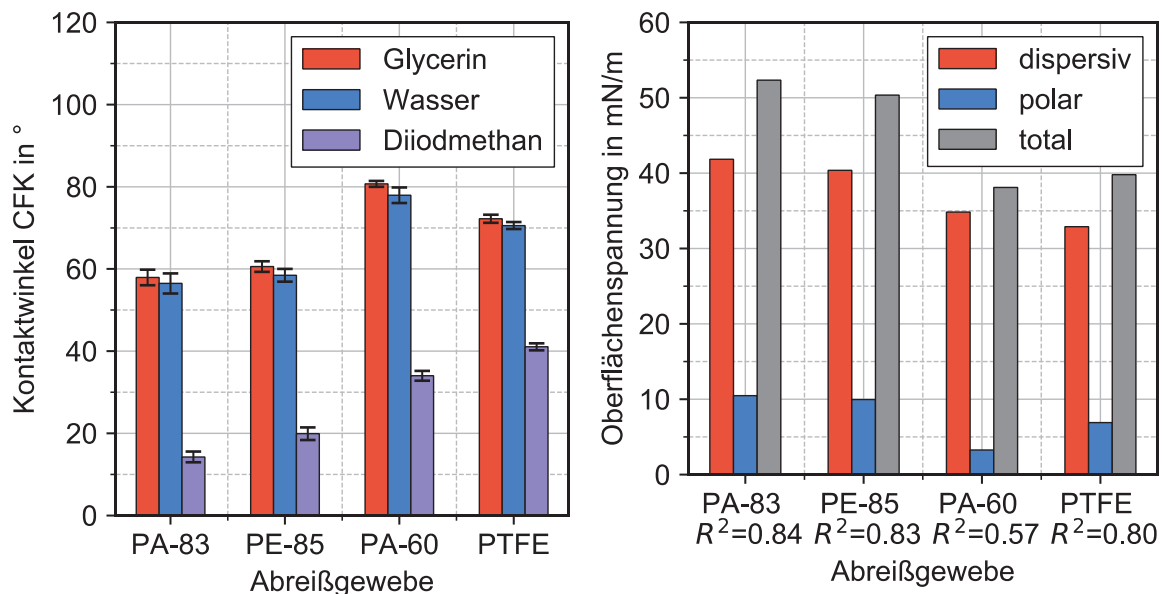 Kontaktwinkel CFK in °
120
100
80
60
40
20
0
Glycerin
Wasser
Diiodmethan
PA-83 PE-85 PA-60 PTFE
Abreißgewebe
Oberflächenspannung in mN/m
60
50
40
30
20
10
0
dispersiv
polar
total
PA-83 PE-85 PA-60 PTFE
R²=0.84 R²=0.83 R²=0.57 R²=0.80
Abreißgewebe